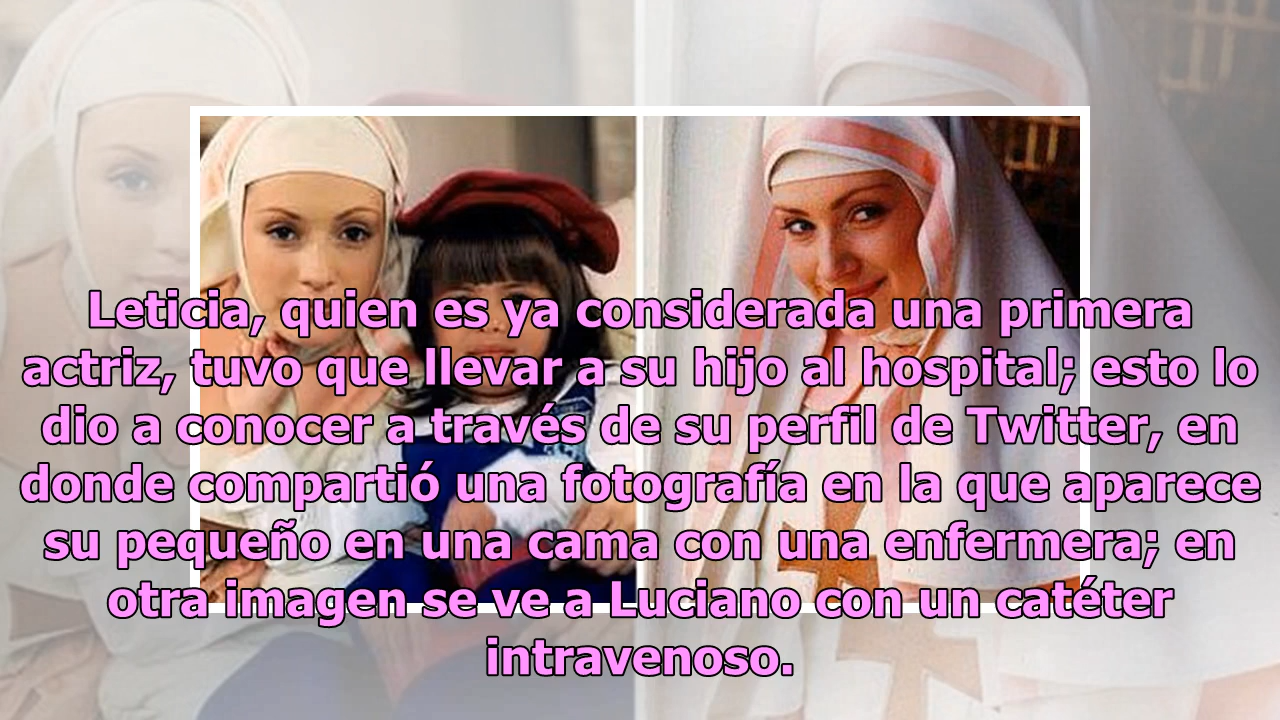 Leticia, quien es ya considerada una primera
actriz, tuvo que llevar a su hijo al hospital; esto lo
dio a conocer a través de su perfil de Twitter, en
donde compartió una fotografía en la que aparece
su pequeño en una cama con una enfermera; en
otra imagen se ve a Luciano con un catéter
intravenoso.